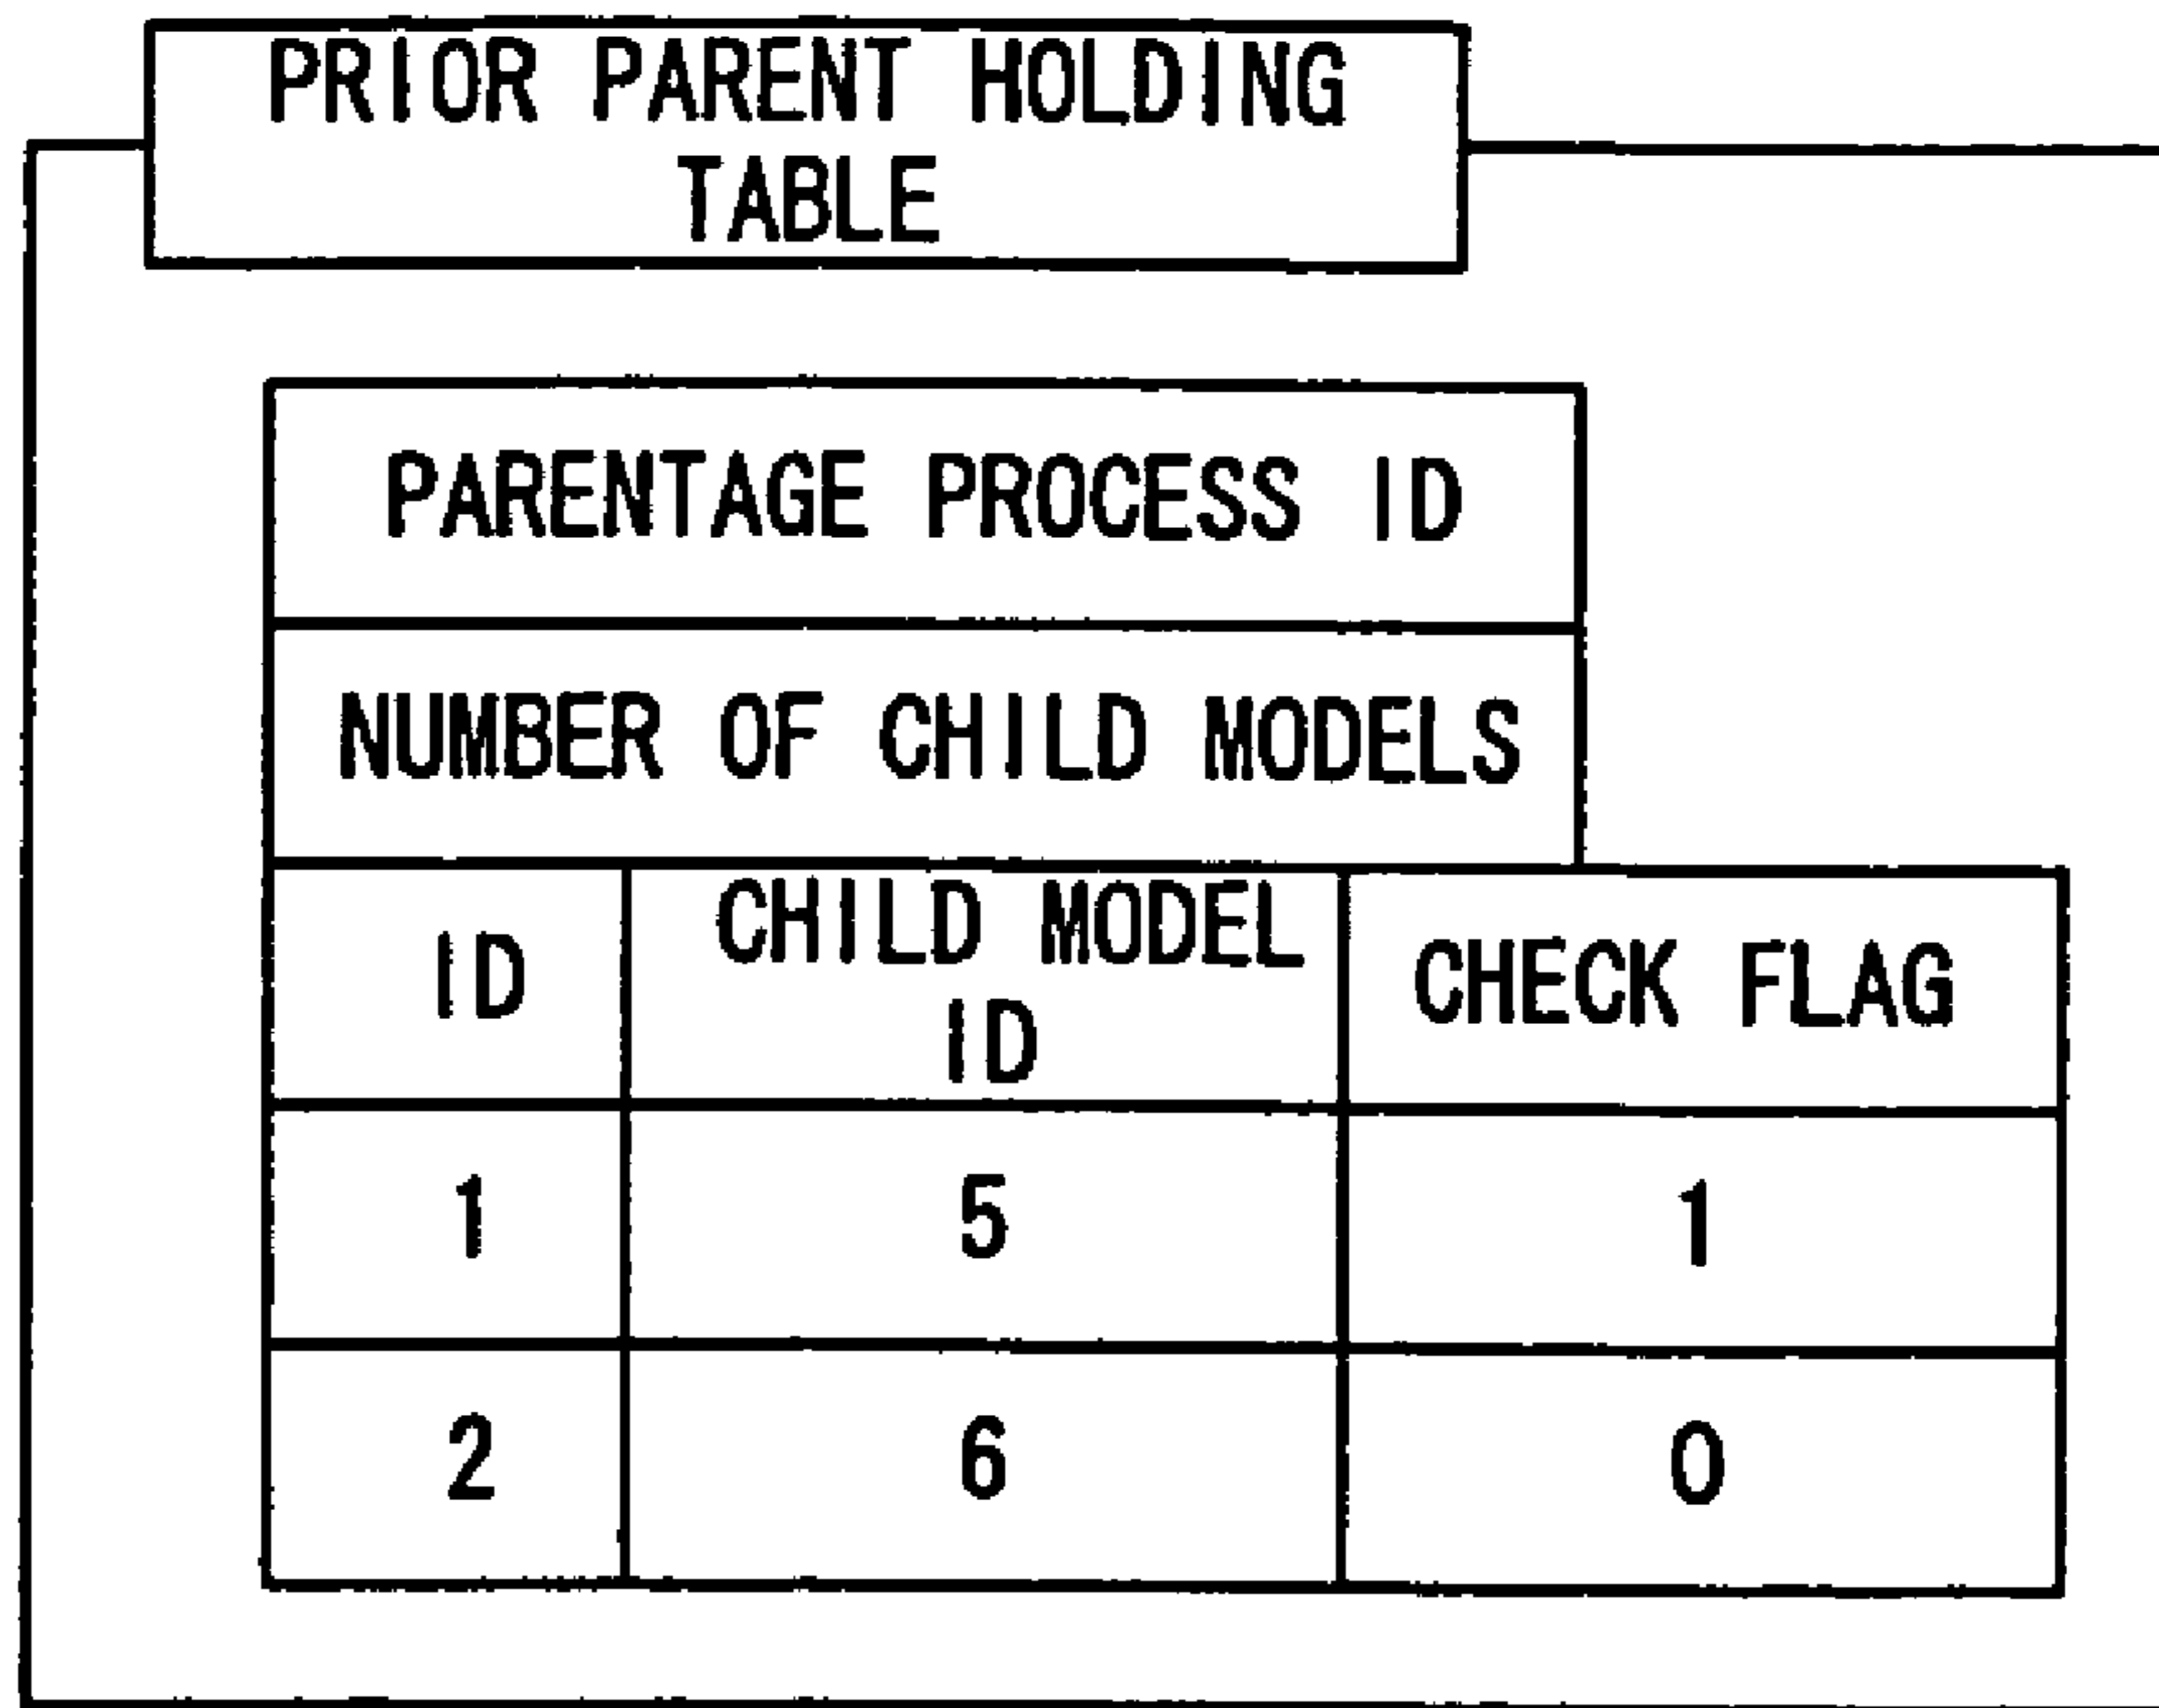 PRIOR PARENT HOLDING
TABLE
PARENTAGE PROCESS ID
NUMBER OF CHILD MODELS
ID CHILD MODEL ID CHECK FLAG
1 5 1
2 6 0